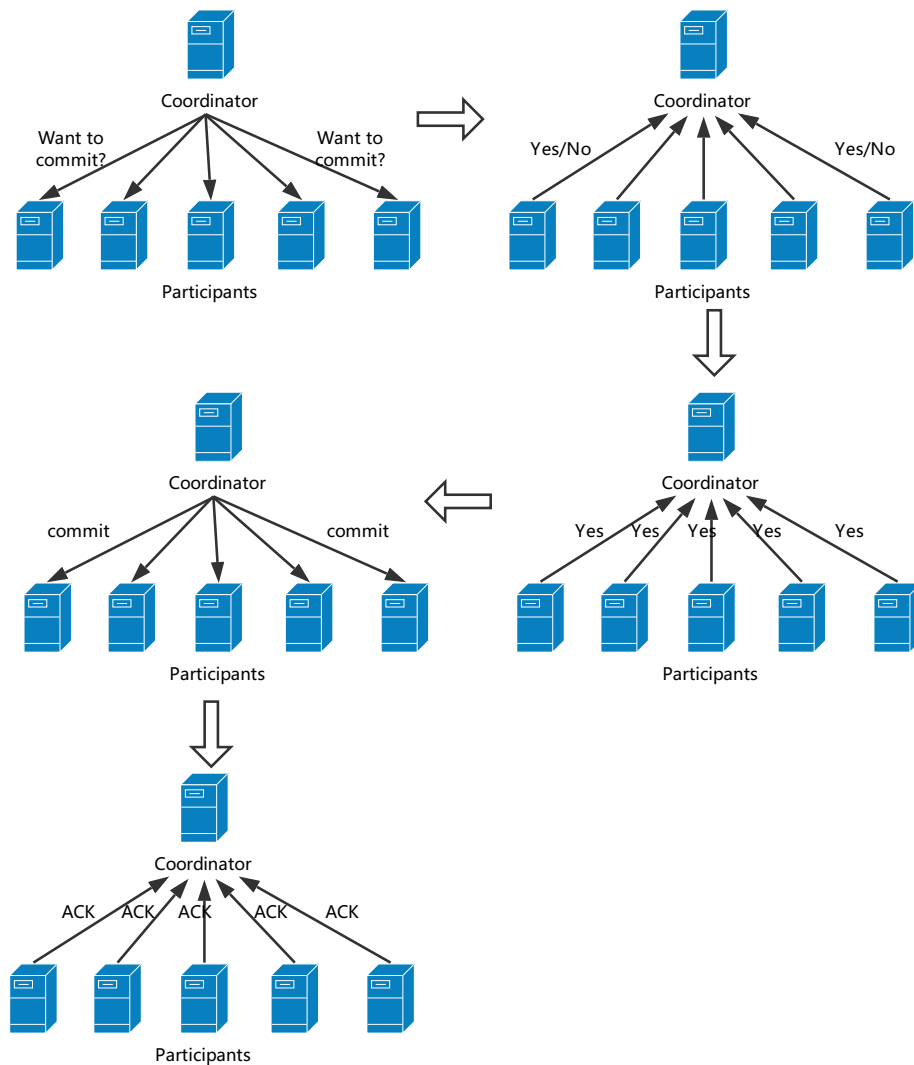 Coordinator
Want to
commit?
Want to
commit?
Participants
Coordinator
Yes/No
Yes/No
Participants
Coordinator
Yes
Yes
Yes
Yes
Yes
Participants
Coordinator
commit
commit
Participants
Coordinator
ACK
ACK
ACK
ACK
ACK
Participants